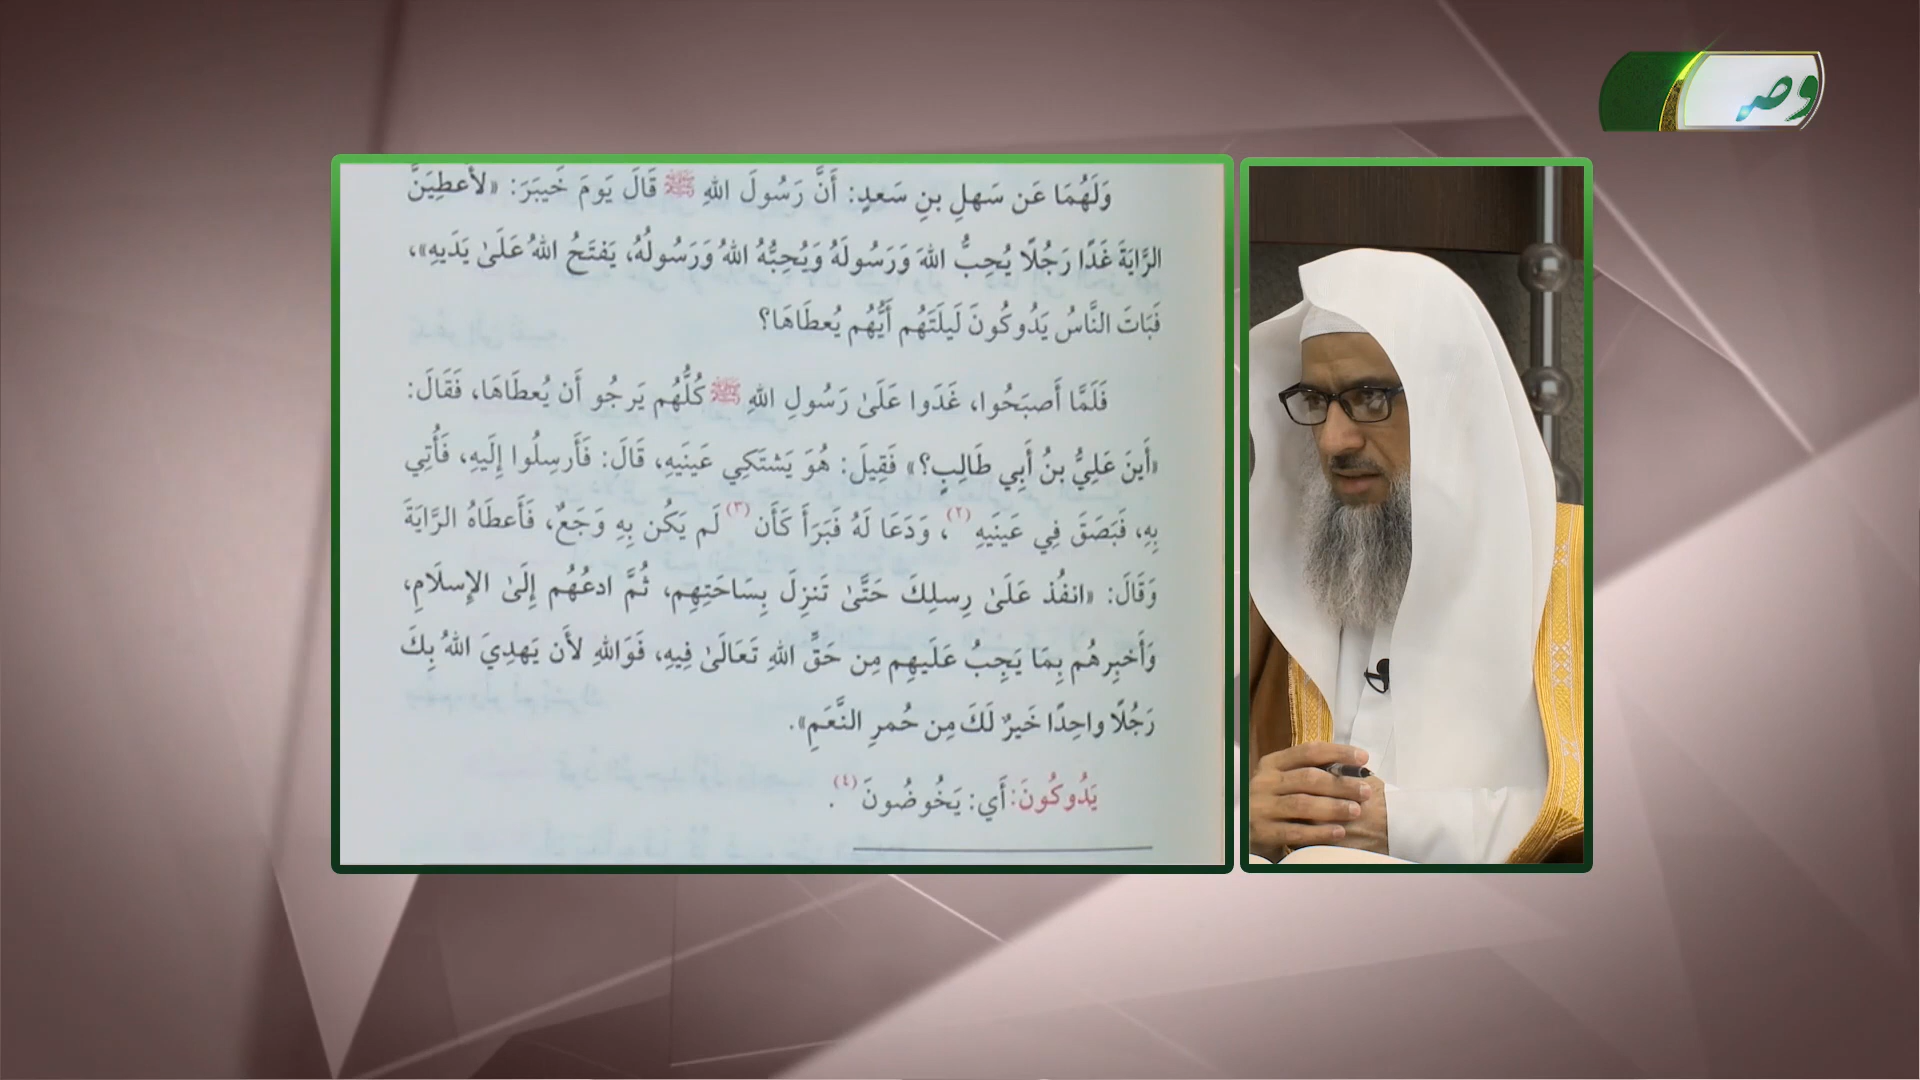 وَلَهُمَا عَن سَهلِ بنِ سَعدٍ: أَنَّ رَسُولَ اللهِ ﷺ قَالَ يَومَ خَيبَرَ: «لأُعطِيَنَّ
الرَّايَةَ غَدًا رَجُلًا يُحِبُّ اللهَ وَرَسُولَهُ وَيُحِبُّهُ اللهُ وَرَسُولُهُ، يَفتَحُ اللهُ عَلَىٰ يَدَيهِ»،
فَبَاتَ النَّاسُ يَدُوكُونَ لَيلَتَهُم أَيُّهُم يُعطَاهَا؟
فَلَمَّا أَصبَحُوا، غَدَوا عَلَىٰ رَسُولِ اللهِ ﷺ كُلُّهُم يَرجُو أَن يُعطَاهَا، فَقَالَ:
«أَينَ عَلِيُّ بنُ أَبِي طَالِبٍ؟» فَقِيلَ: هُوَ يَشتَكِي عَينَيهِ، قَالَ: فَأَرسِلُوا إِلَيهِ، فَأُتِي
بِهِ، فَبَصَقَ فِي عَينَيهِ (٢)، وَدَعَا لَهُ فَبَرَأَ كَأَن (٣) لَم يَكُن بِهِ وَجَعٌ، فَأَعطَاهُ الرَّايَةَ
وَقَالَ: «انفُذ عَلَىٰ رِسلِكَ حَتَّىٰ تَنزِلَ بِسَاحَتِهِم، ثُمَّ ادعُهُم إِلَىٰ الإِسلَامِ،
وَأَخبِرهُم بِمَا يَجِبُ عَلَيهِم مِن حَقِّ اللهِ تَعَالَىٰ فِيهِ، فَوَاللهِ لأَن يَهدِيَ اللهُ بِكَ
رَجُلًا واحِدًا خَيرٌ لَكَ مِن حُمرِ النَّعَمِ».
يَدُوكُونَ: أَي: يَخُوضُونَ (٤).